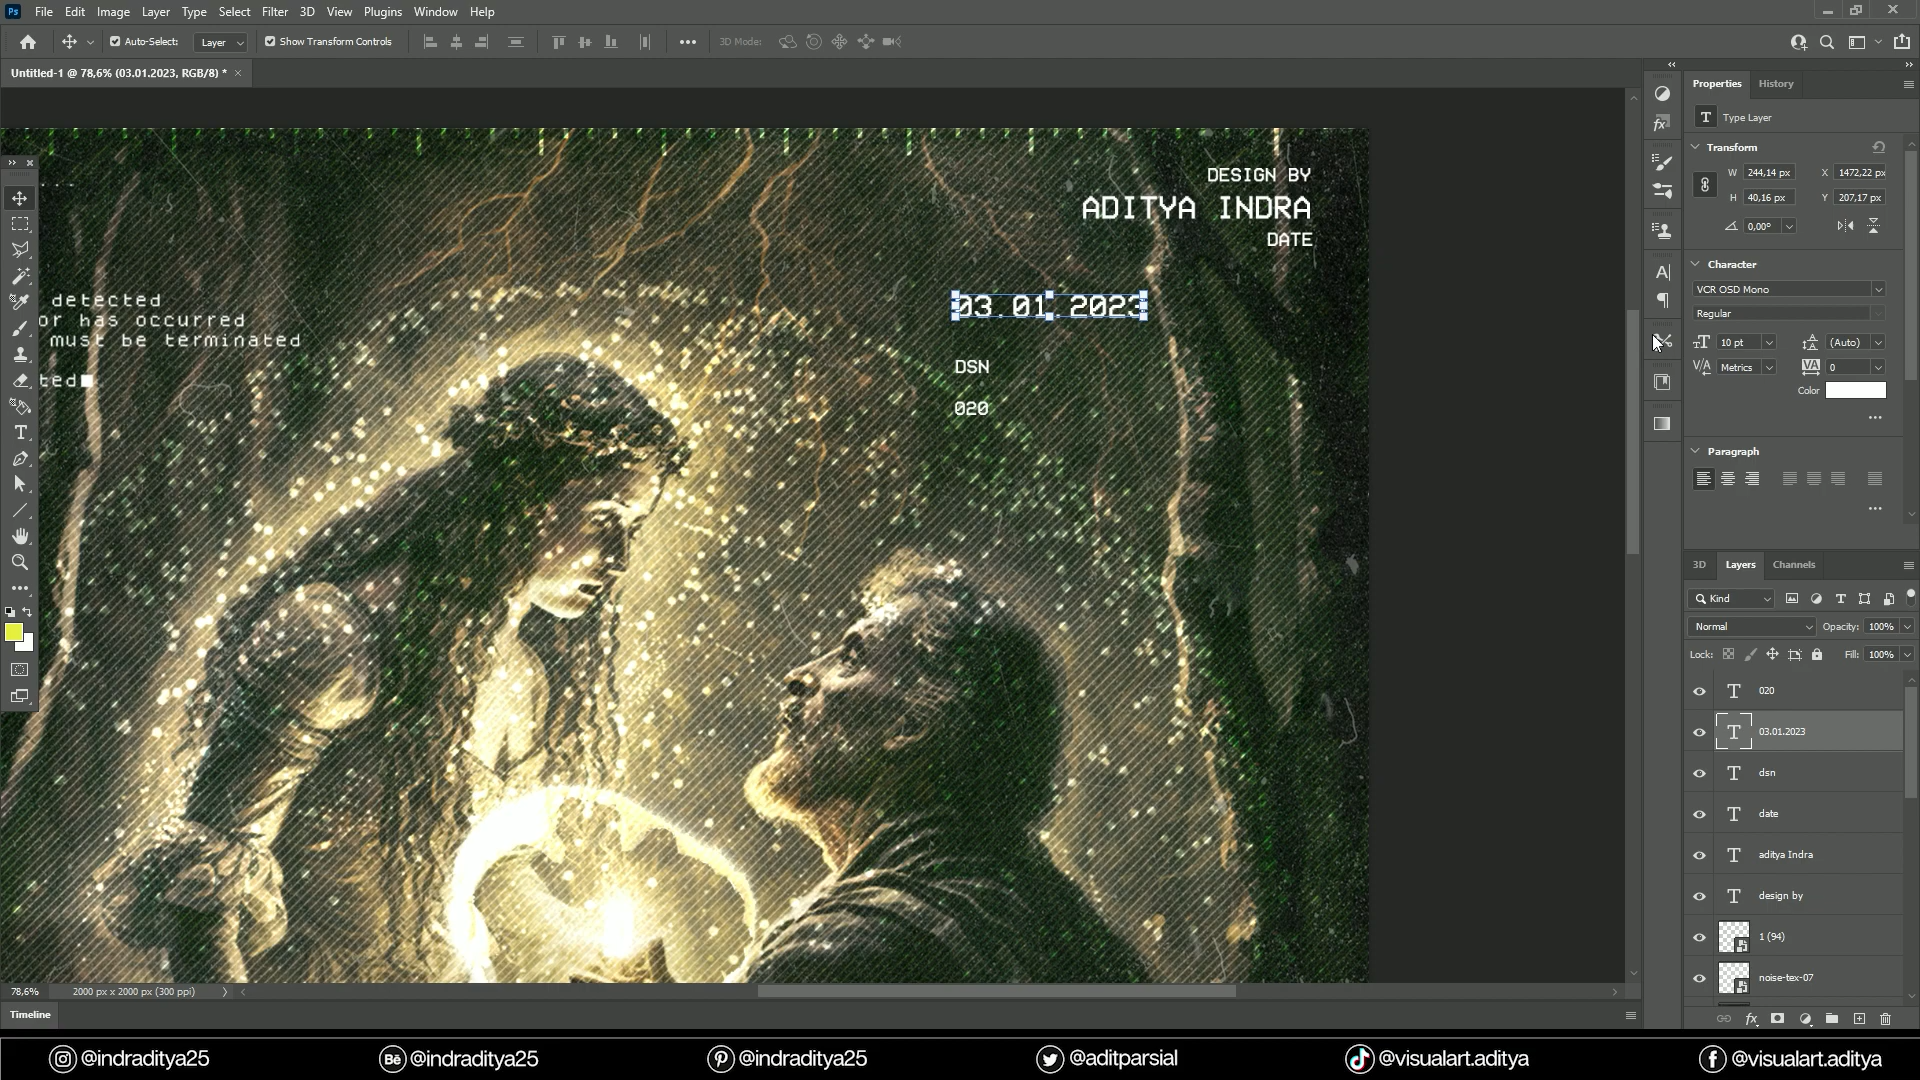 File Edit Image Layer Type Select Filter 3D View Plugins Window Help
Auto-Select: Layer Show Transform Controls 3D Mode:
Untitled-1 @ 78,6% (03.01.2023, RGB/8) *
DESIGN BY
ADITYA INDRA
DATE
03.01.2023
DSN
020
detected
or has occurred
must be terminated
ted
Properties History
Type Layer
Transform
W 244,14 px X 1472,22 px
H 40,16 px Y 207,17 px
0,00°
Character
VCR OSD Mono
Regular
10 pt (Auto)
Metrics 0
Color
Paragraph
3D Layers Channels
Kind
Normal Opacity: 100%
Lock: Fill: 100%
020
03.01.2023
dsn
date
aditya Indra
design by
1 (94)
noise-tex-07
78,6% 2000 px x 2000 px (300 ppi)
Timeline
@indraditya25 @indraditya25 @indraditya25 @aditparsial @visualart.aditya @visualart.aditya